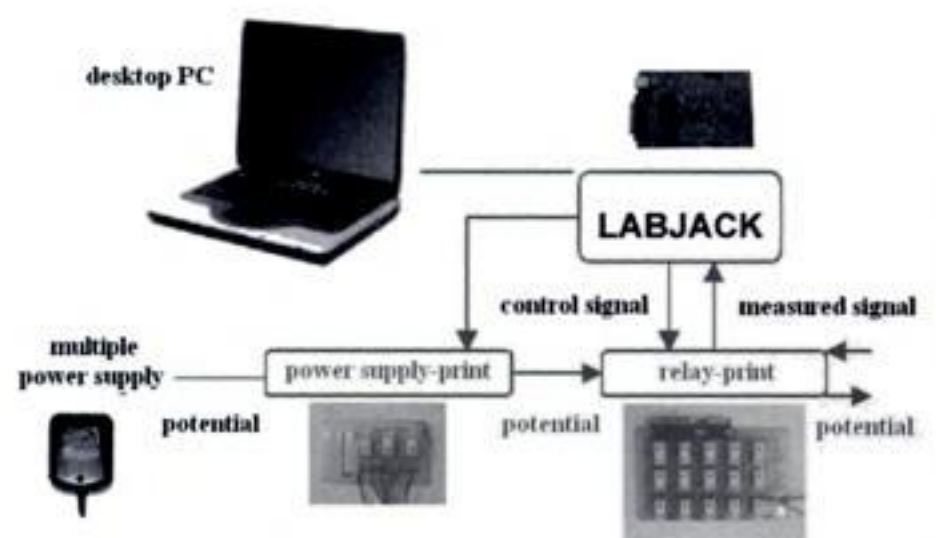 desktop PC
LABJACK
control signal
measured signal
multiple
power supply
power supply-print
relay-print
potential
potential
potential